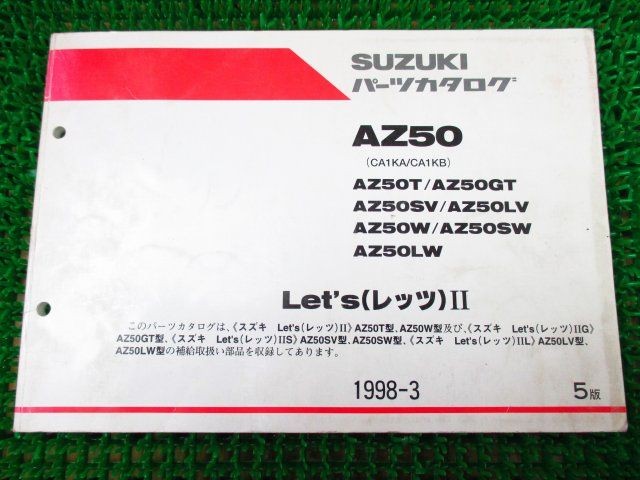 SUZUKI
パーツカタログ
AZ50
(CA1KA/CA1KB)
AZ50T/AZ50GT
AZ50SV/AZ50LV
AZ50W/AZ50SW
AZ50LW
Let's(レッツ)II
このパーツカタログは、《スズキ Let's(レッツ)II》AZ50T型、AZ50W型及び、《スズキ Let's(レッツ)IIG》
AZ50GT型、《スズキ Let's(レッツ)IIS》AZ50SV型、AZ50SW型、《スズキ Let's(レッツ)IIL》AZ50LV型、
AZ50LW型の補給取扱い部品を収録してあります。
1998-3 5版